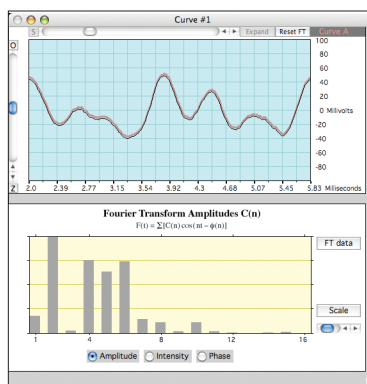 Curve #1
S Expand Reset FT Curve A
O
100
80
60
40
20
0 Millivolts
-20
-40
-60
-80
Z 2.0 2.39 2.77 3.15 3.54 3.92 4.3 4.68 5.07 5.45 5.83 Milliseconds
Fourier Transform Amplitudes C(n)
F(t) = Σ[C(n) cos( nt – ϕ(n)]
FT data
Scale
1 4 8 12 16
Amplitude Intensity Phase